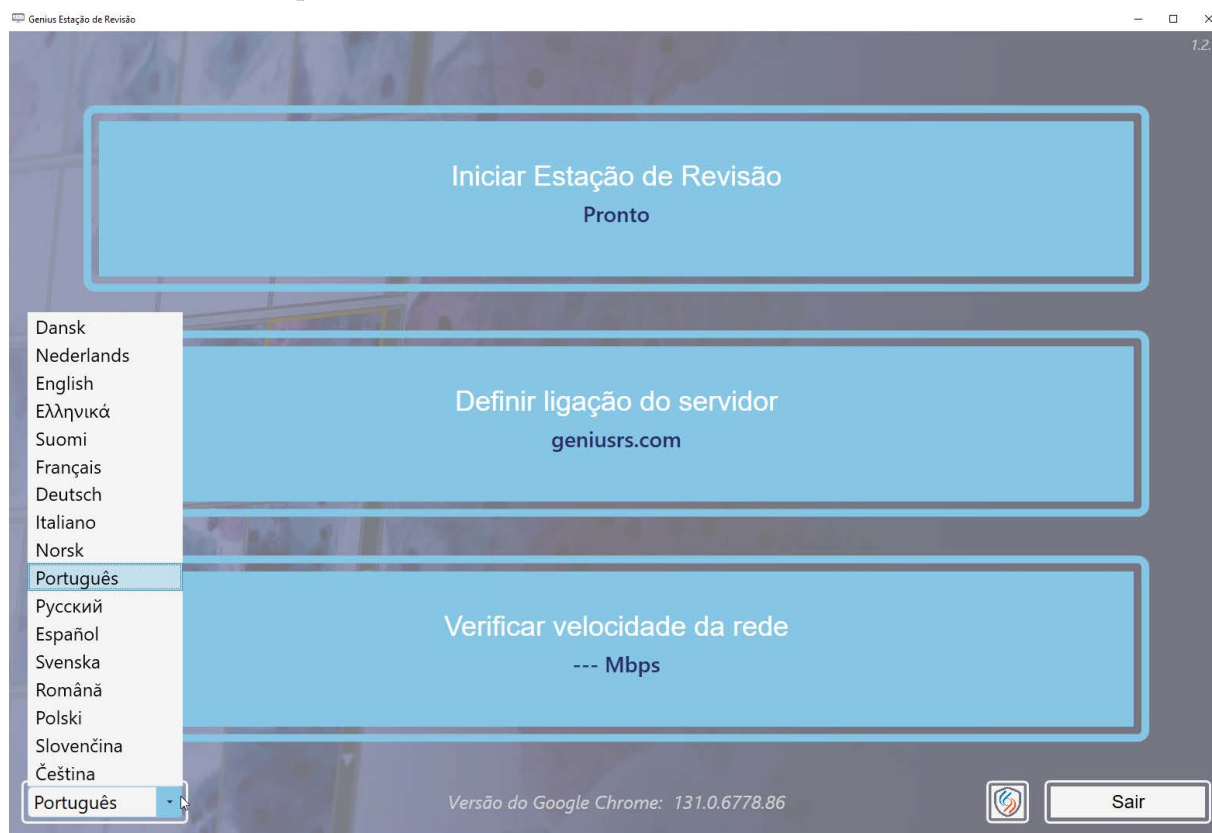 Genius Estação de Revisão
1.2.
Iniciar Estação de Revisão
Pronto
Definir ligação do servidor
geniusrs.com
Verificar velocidade da rede
--- Mbps
Dansk
Nederlands
English
Ελληνικά
Suomi
Français
Deutsch
Italiano
Norsk
Português
Русский
Español
Svenska
Română
Polski
Slovenčina
Čeština
Português
Versão do Google Chrome: 131.0.6778.86
Sair